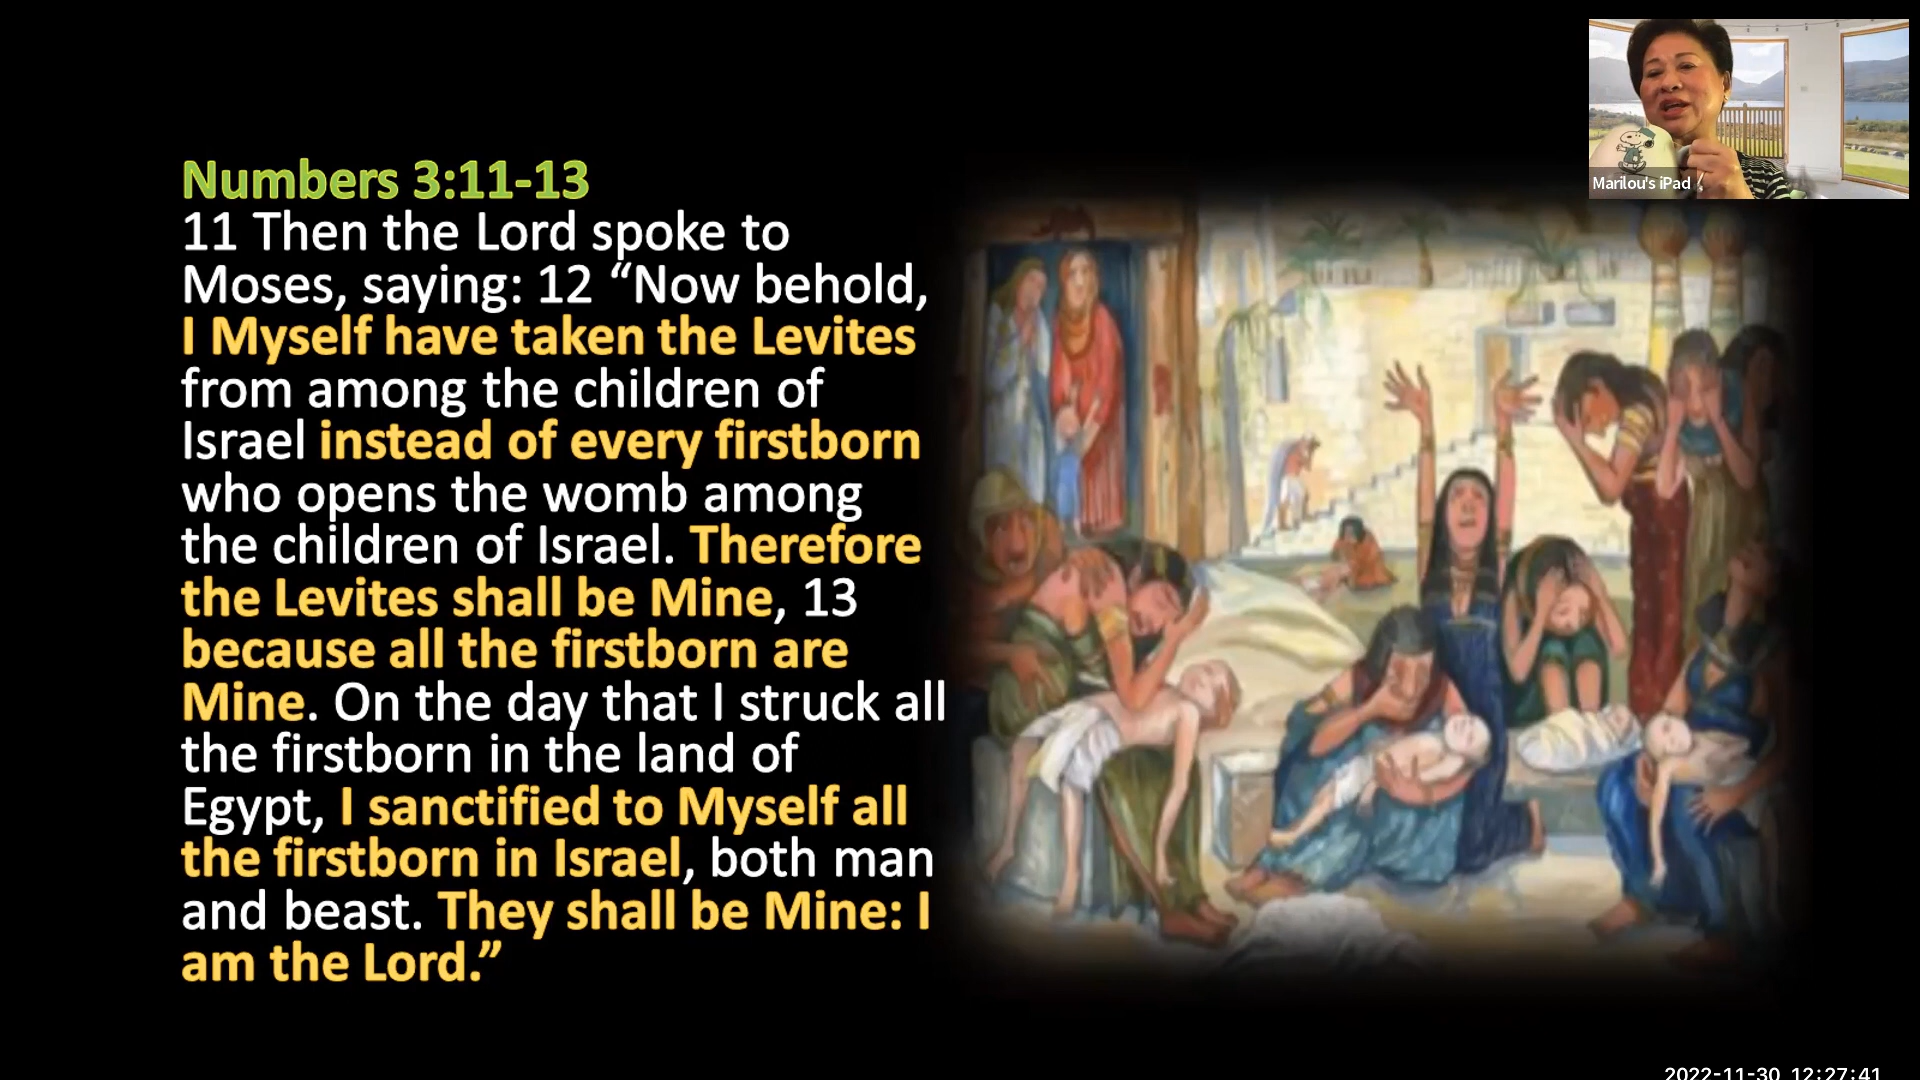 Numbers 3:11-13
11 Then the Lord spoke to
Moses, saying: 12 “Now behold,
I Myself have taken the Levites
from among the children of
Israel instead of every firstborn
who opens the womb among
the children of Israel. Therefore
the Levites shall be Mine, 13
because all the firstborn are
Mine. On the day that I struck all
the firstborn in the land of
Egypt, I sanctified to Myself all
the firstborn in Israel, both man
and beast. They shall be Mine: I
am the Lord.”
Marilou's iPad
2022-11-30 12:27:41